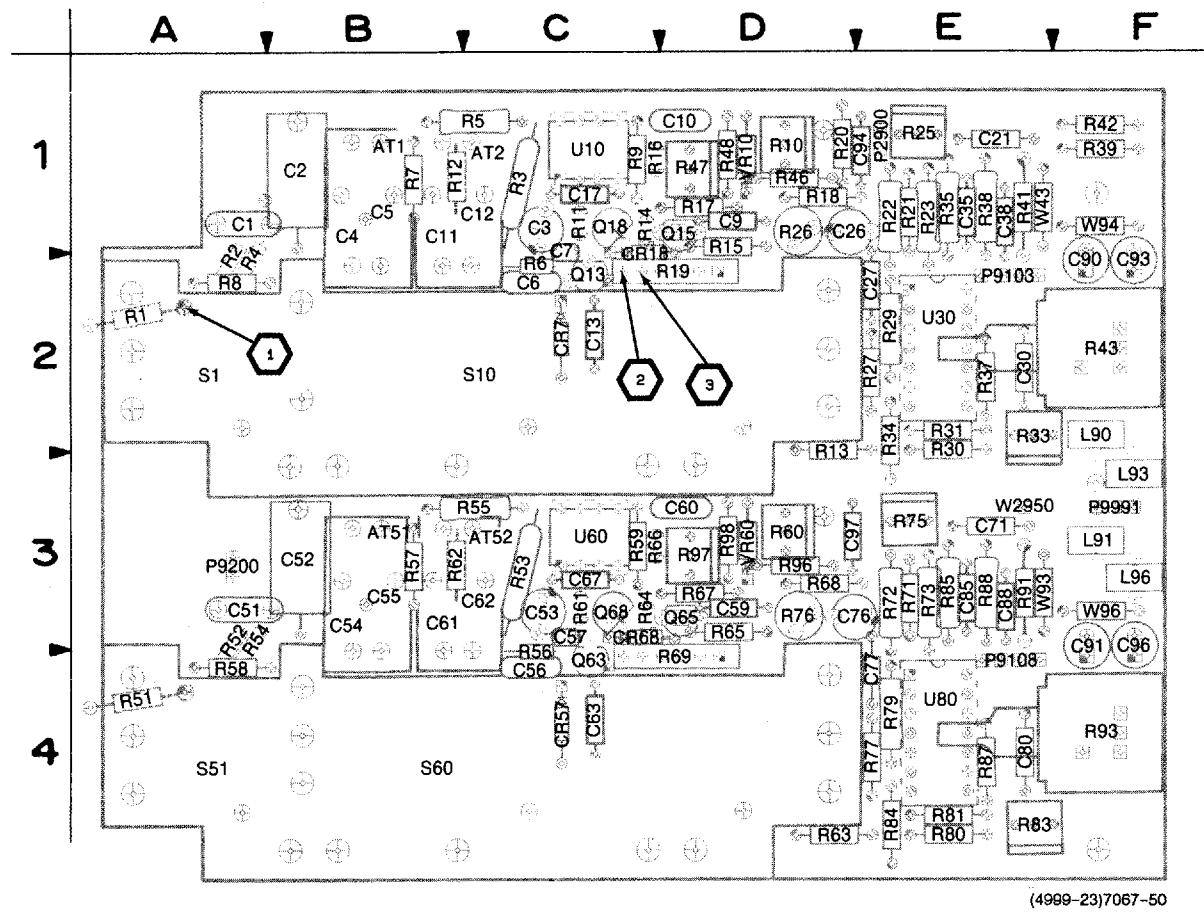 A B C D E F
1
2
3
4
R5
C10
R42
AT1
AT2
U10
R9
R16
R48
VR10
R10
R20
C94
P2900
R25
C21
R39
C2
R7
R12
R3
R47
R46
C17
R17
R18
C5
C12
C1
C4
C11
C3
R11
Q18
R14
Q15
C9
R15
R26
C26
R22
R21
R23
R35
C35
R38
C38
R41
W43
W94
R2
R4
C7
R6
CR18
R8
C6
Q13
R19
C27
P9103
C90
C93
R1
1
CR7
C13
2
3
R29
U30
R27
R37
C30
R43
S1
S10
R34
R31
R30
R33
L90
R13
L93
R55
C60
W2950
P9991
AT51
AT52
U60
R59
R66
R98
VR60
R60
C97
R75
C71
L91
P9200
C52
R57
R62
R53
R97
R96
C67
R68
L96
R67
C55
C62
C51
C54
C61
C53
R61
Q68
R64
Q65
C59
R65
R76
C76
R72
R71
R73
R85
C85
R88
C88
R91
W93
W96
R52
R54
C57
R56
CR68
R58
C56
Q63
R69
C77
P9108
C91
C96
R51
CR57
C63
R79
U80
R77
R87
C80
R93
S51
S60
R84
R81
R80
R83
R63
(4999-23)7067-50